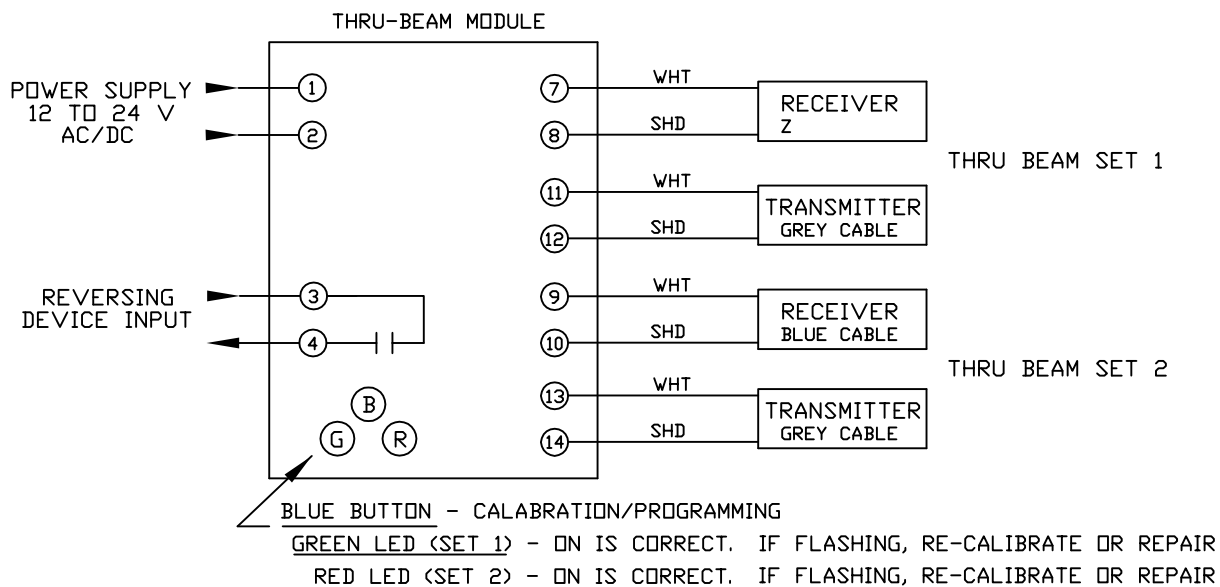 THRU-BEAM MODULE
POWER SUPPLY
12 TO 24 V
AC/DC
1
2
7
WHT
8
SHD
RECEIVER
Z
11
WHT
12
SHD
TRANSMITTER
GREY CABLE
THRU BEAM SET 1
REVERSING
DEVICE INPUT
3
4
9
WHT
10
SHD
RECEIVER
BLUE CABLE
13
WHT
14
SHD
TRANSMITTER
GREY CABLE
THRU BEAM SET 2
B
G
R
BLUE BUTTON - CALABRATION/PROGRAMMING
GREEN LED (SET 1) - ON IS CORRECT. IF FLASHING, RE-CALIBRATE OR REPAIR
RED LED (SET 2) - ON IS CORRECT. IF FLASHING, RE-CALIBRATE OR REPAIR